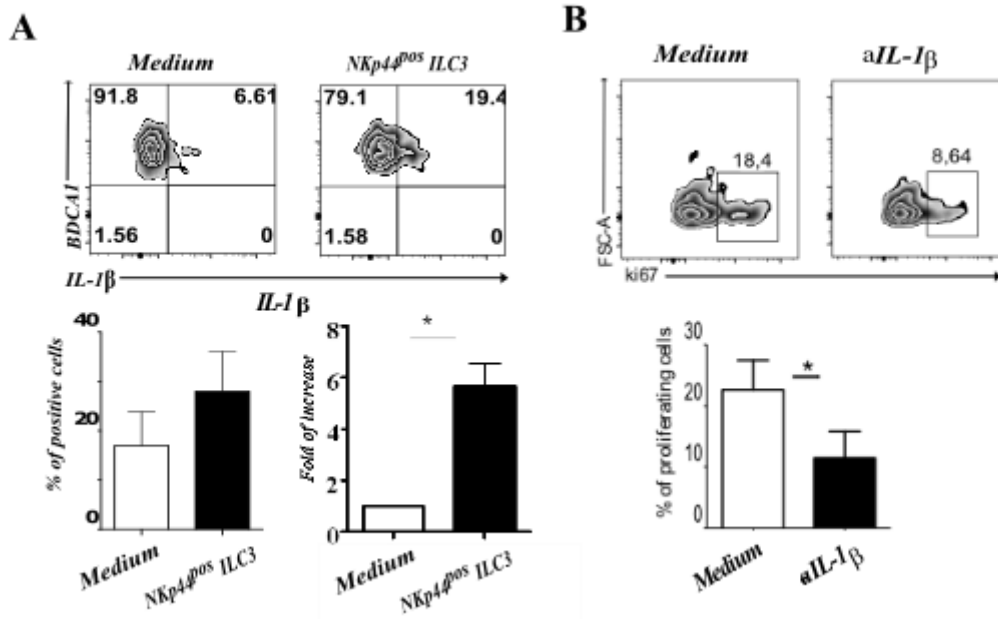 A
Medium
NKp44pos ILC3
91.8 6.61
79.1 19.4
BDCA1
1.56 0
1.58 0
IL-1β
IL-1β
% of positive cells
40
20
0
Medium
NKp44pos ILC3
Fold of increase
8
6
4
2
0
*
Medium
NKp44pos ILC3
B
Medium
aIL-1β
18,4
8,64
FSC-A
ki67
% of proliferating cells
30
20
10
0
*
Medium
aIL-1β